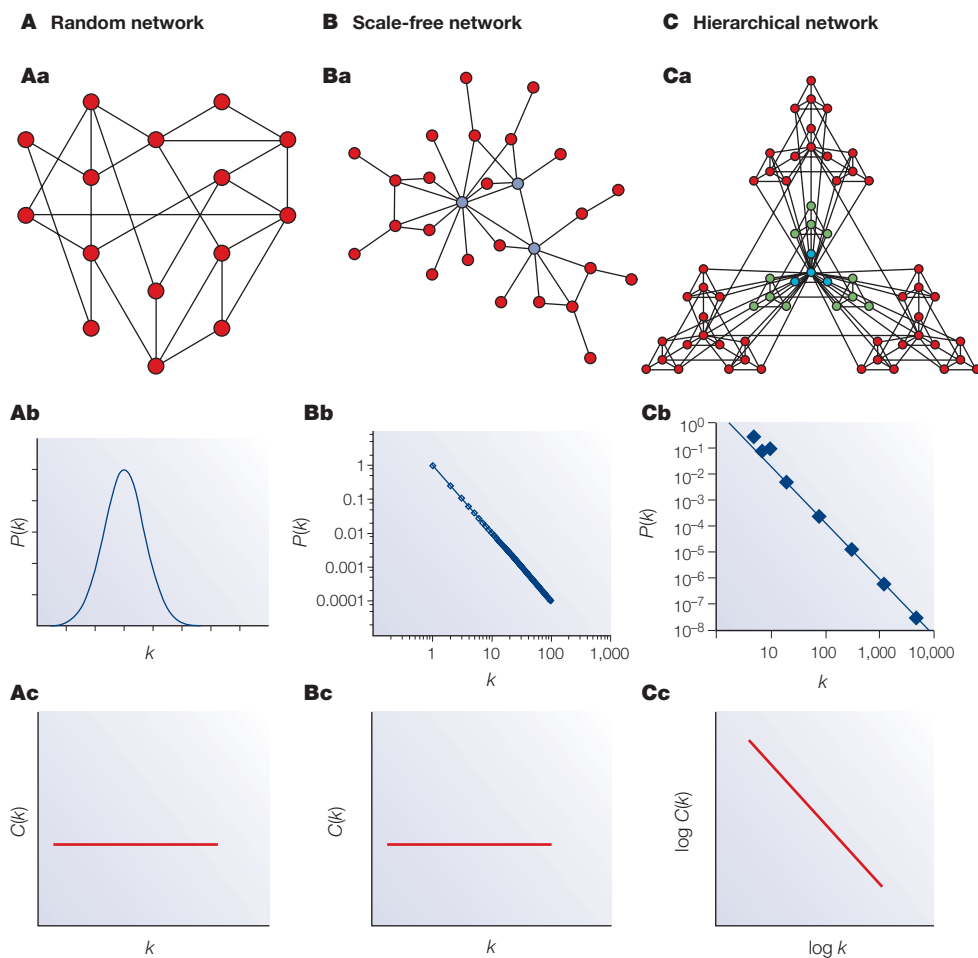 A Random network
B Scale-free network
C Hierarchical network
Aa
Ba
Ca
Ab
P(k)
k
Bb
1
0.1
0.01
0.001
0.0001
P(k)
1 10 100 1,000
k
Cb
10⁰
10⁻¹
10⁻²
10⁻³
10⁻⁴
10⁻⁵
10⁻⁶
10⁻⁷
10⁻⁸
P(k)
10 100 1,000 10,000
k
Ac
C(k)
k
Bc
C(k)
k
Cc
log C(k)
log k